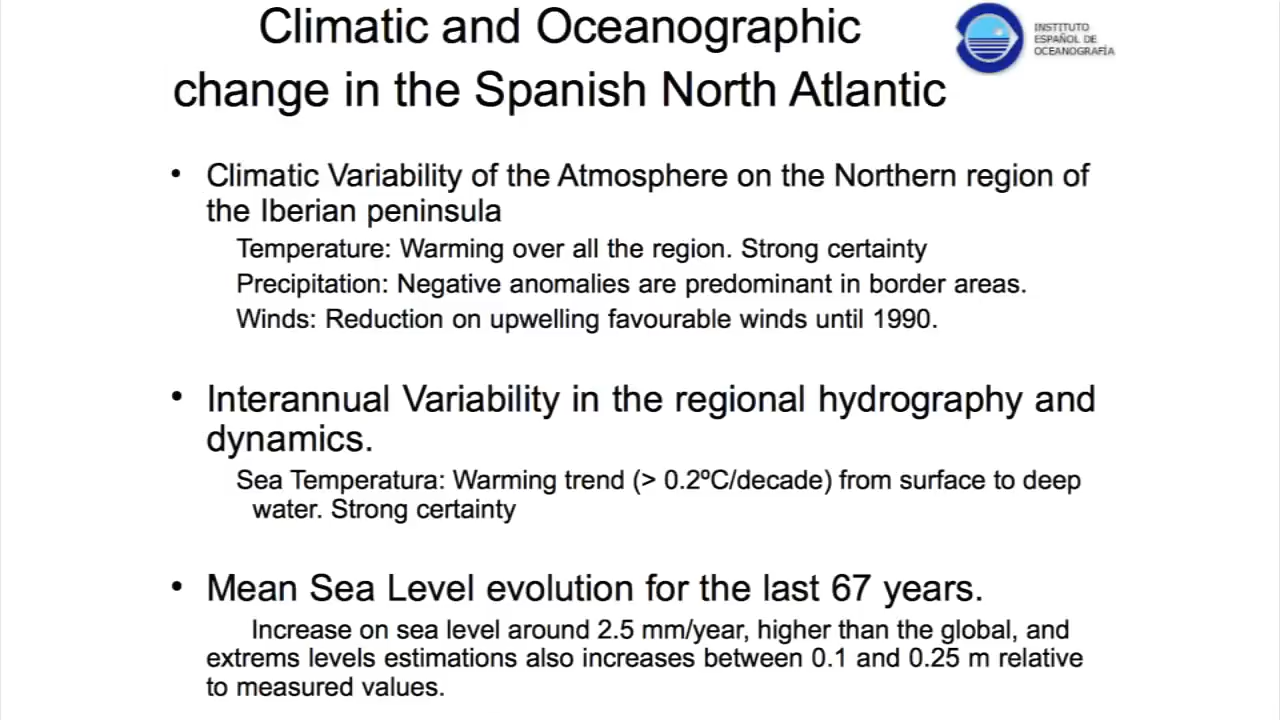 Climatic and Oceanographic
change in the Spanish North Atlantic
INSTITUTO
ESPAÑOL DE
OCEANOGRAFÍA
• Climatic Variability of the Atmosphere on the Northern region of
the Iberian peninsula
Temperature: Warming over all the region. Strong certainty
Precipitation: Negative anomalies are predominant in border areas.
Winds: Reduction on upwelling favourable winds until 1990.
• Interannual Variability in the regional hydrography and
dynamics.
Sea Temperatura: Warming trend (> 0.2ºC/decade) from surface to deep
water. Strong certainty
• Mean Sea Level evolution for the last 67 years.
Increase on sea level around 2.5 mm/year, higher than the global, and
extrems levels estimations also increases between 0.1 and 0.25 m relative
to measured values.